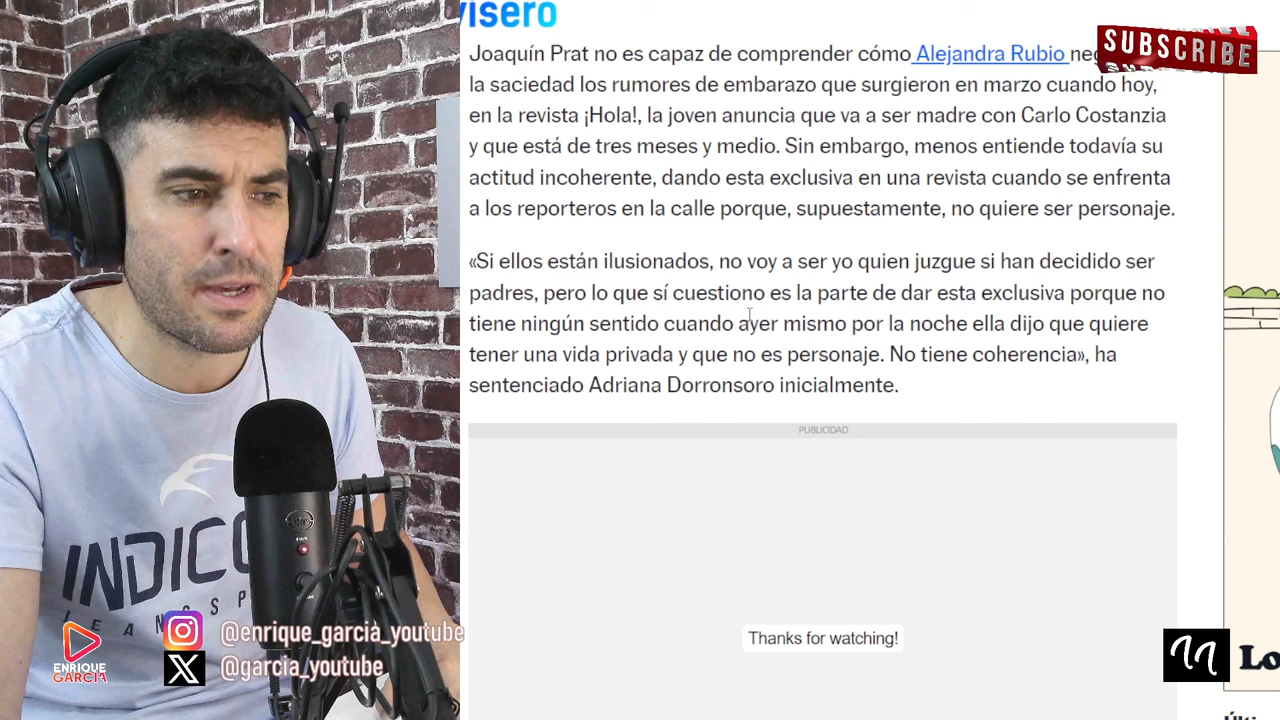 visero
SUBSCRIBE
Joaquín Prat no es capaz de comprender cómo Alejandra Rubio
la saciedad los rumores de embarazo que surgieron en marzo cuando hoy,
en la revista ¡Hola!, la joven anuncia que va a ser madre con Carlo Costanzia
y que está de tres meses y medio. Sin embargo, menos entiende todavía su
actitud incoherente, dando esta exclusiva en una revista cuando se enfrenta
a los reporteros en la calle porque, supuestamente, no quiere ser personaje.
«Si ellos están ilusionados, no voy a ser yo quien juzgue si han decidido ser
padres, pero lo que sí cuestiono es la parte de dar esta exclusiva porque no
tiene ningún sentido cuando ayer mismo por la noche ella dijo que quiere
tener una vida privada y que no es personaje. No tiene coherencia», ha
sentenciado Adriana Dorronsoro inicialmente.
PUBLICIDAD
INDICO
LEANGSP
@enrique_garcia_youtube
@garcia_youtube
ENRIQUE
GARCIA
Thanks for watching!
Lo